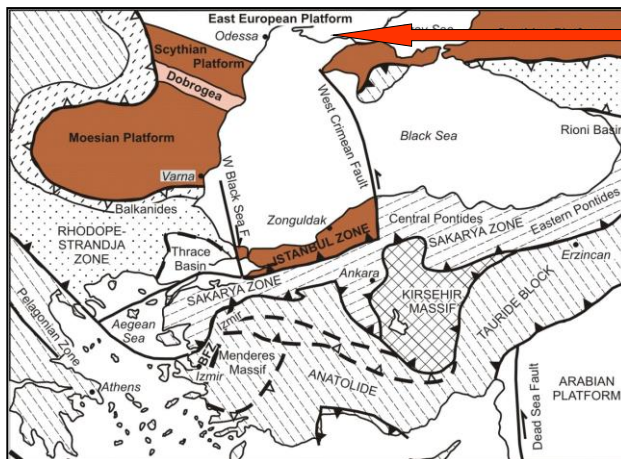 East European Platform
Odessa
Scythian
Platform
Dobrogea
Moesian Platform
Varna
Balkanides
RHODOPE-
STRANDJA
ZONE
Thrace
Basin
W Black Sea F.
West Crimean Fault
Black Sea
Rioni Basin
Zonguldak
ISTANBUL ZONE
Central Pontides
SAKARYA ZONE
Eastern Pontides
Erzincan
Ankara
SAKARYA ZONE
KIRSEHIR
MASSIF
TAURIDE BLOCK
Pelagonian Zone
Aegean
Sea
Izmir
BFZ
Izmir
Menderes
Massif
ANATOLIDE
Athens
Dead Sea Fault
ARABIAN
PLATFORM